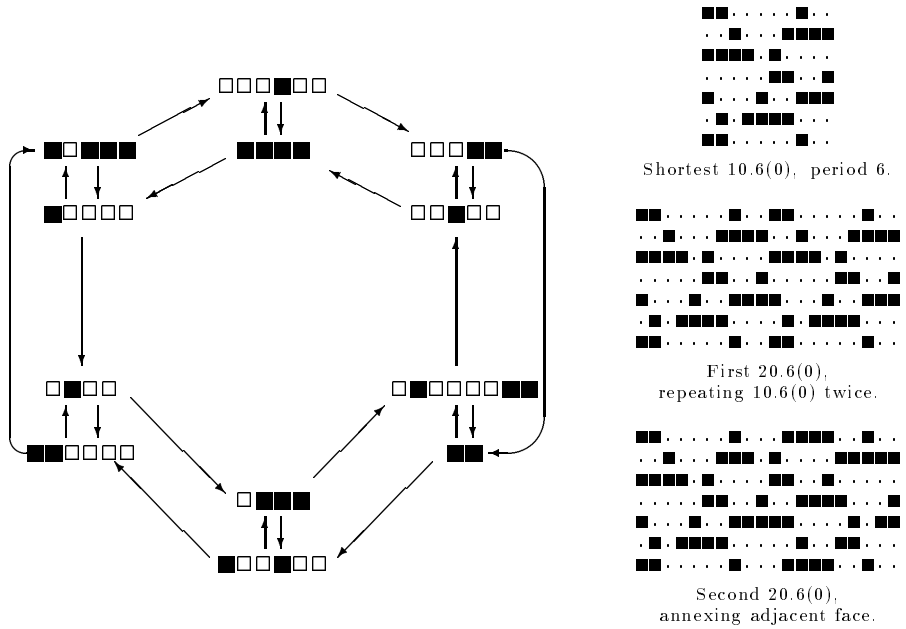 Shortest 10.6(0), period 6.
First 20.6(0),
repeating 10.6(0) twice.
Second 20.6(0),
annexing adjacent face.